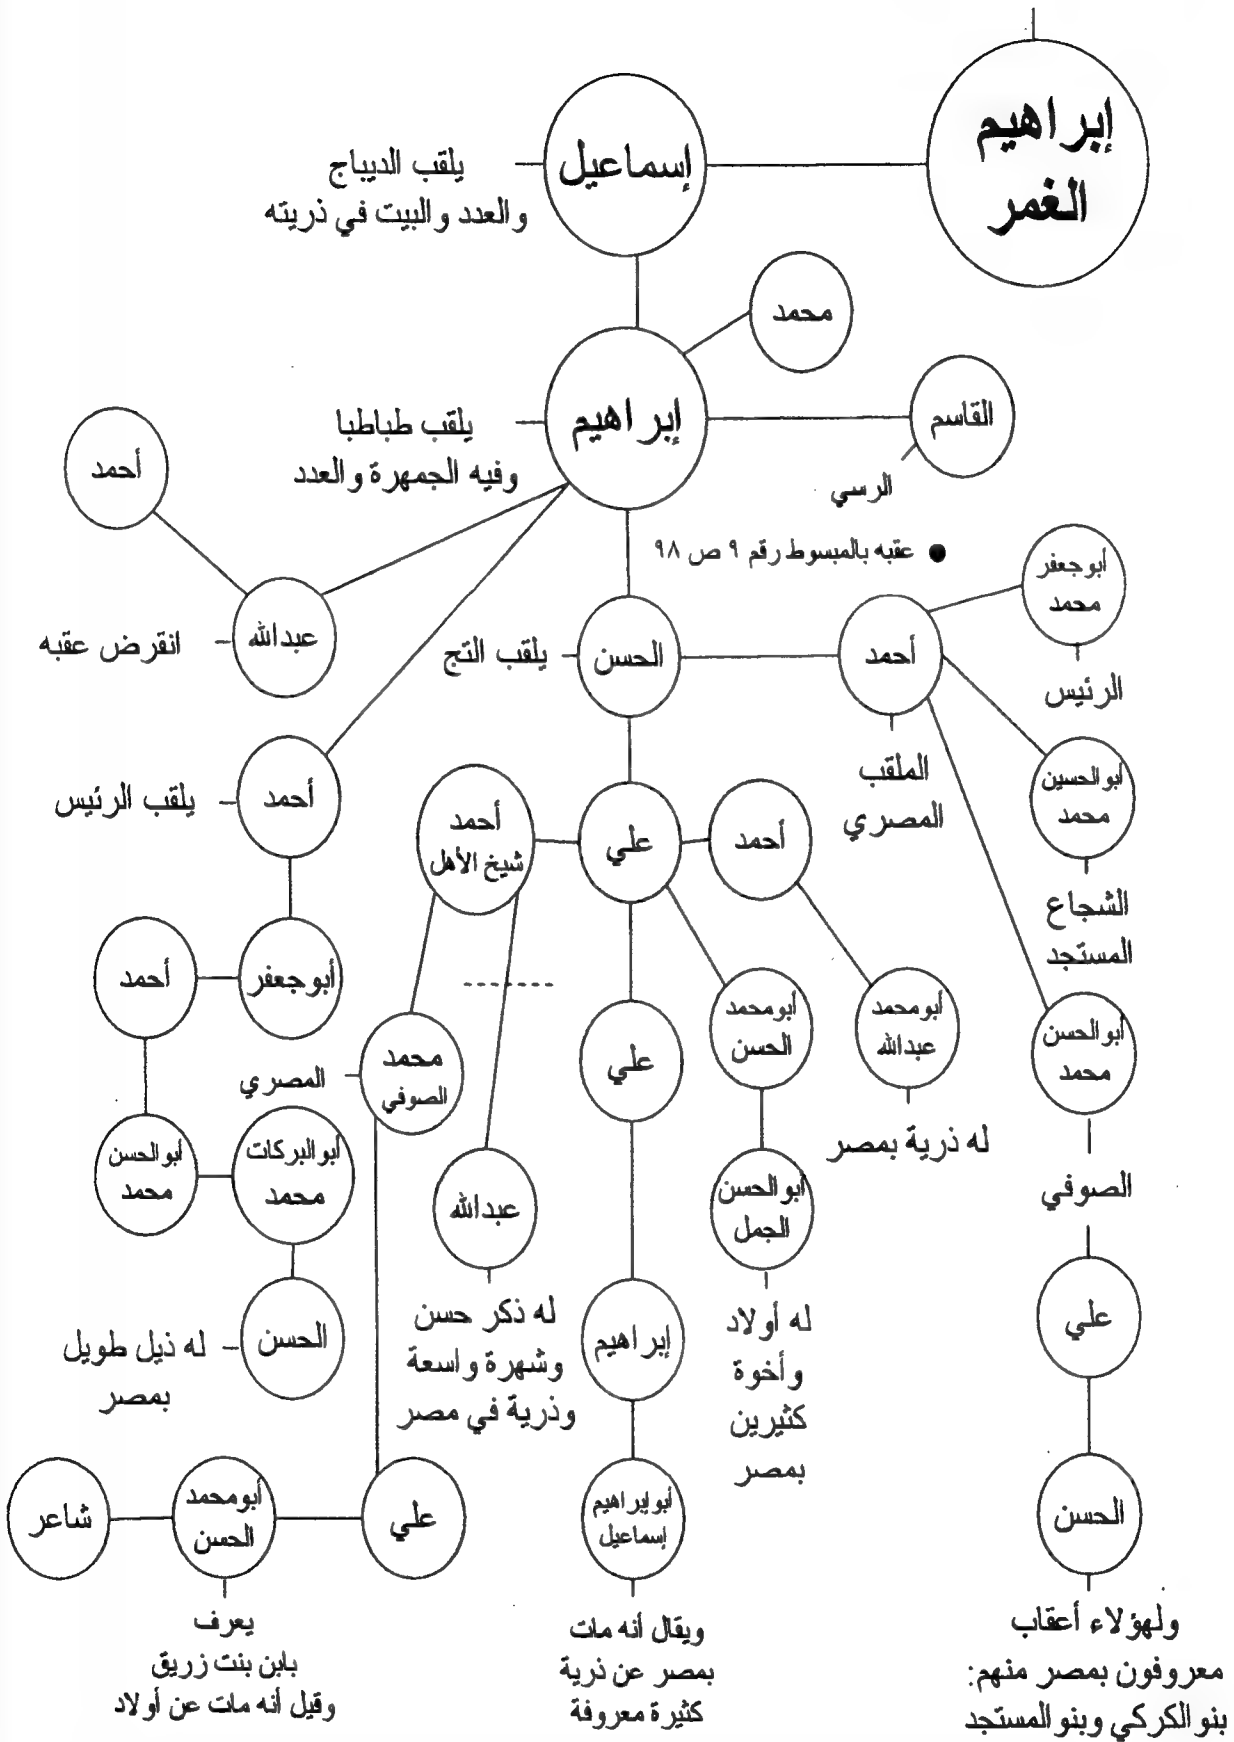 إبراهيم
الغمر
إسماعيل
يلقب الديباج
والعدد والبيت في ذريته
محمد
إبراهيم
يلقب طباطبا
وفيه الجمهرة والعدد
القاسم
الرسي
● عقبه بالمبسوط رقم ٩ ص ٩٨
أحمد
عبدالله
انقرض عقبه
الحسن
يلقب التج
أحمد
الملقب
المصري
أبوجعفر
محمد
الرئيس
أبوالحسين
محمد
الشجاع
المستجد
أبوالحسن
محمد
الصوفي
علي
الحسن
ولهؤلاء أعقاب
معروفون بمصر منهم:
بنوالكركي وبنوالمستجد
علي
أحمد
أبومحمد
عبدالله
له ذرية بمصر
أبومحمد
الحسن
أبوالحسن
الجمل
له أولاد
وأخوة
كثيرين
بمصر
علي
إبراهيم
أبوإبراهيم
إسماعيل
ويقال أنه مات
بمصر عن ذرية
كثيرة معروفة
أحمد
شيخ الأهل
عبدالله
له ذكر حسن
وشهرة واسعة
وذرية في مصر
محمد
الصوفي
المصري
علي
أبومحمد
الحسن
يعرف
بابن بنت زريق
وقيل أنه مات عن أولاد
شاعر
أحمد
يلقب الرئيس
أبوجعفر
أحمد
أبوالحسن
محمد
أبوالبركات
محمد
الحسن
له ذيل طويل
بمصر